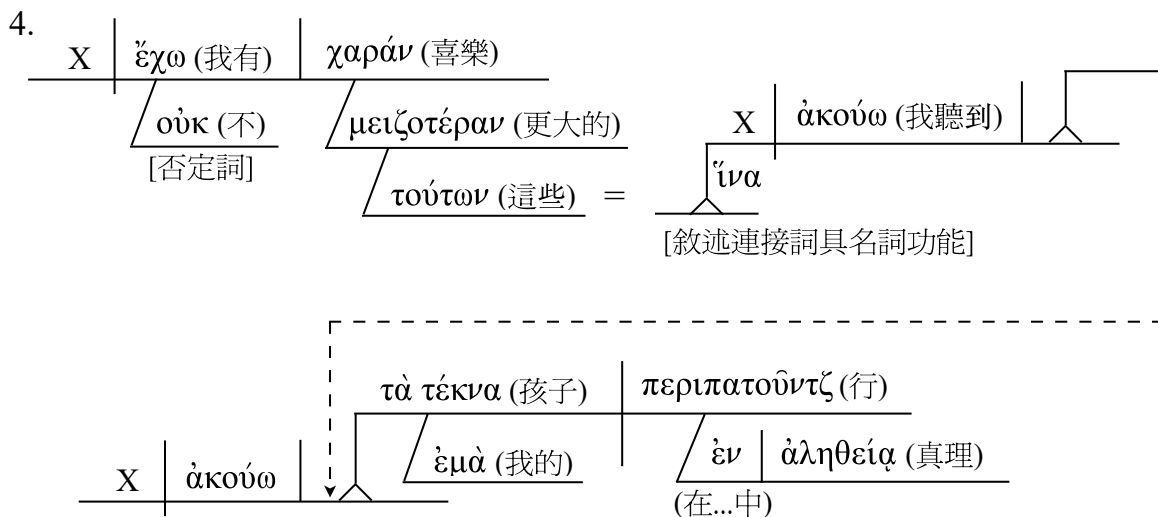 4.
X ἔχω (我有) χαράν (喜樂)
οὐκ (不) μειζοτέραν (更大的)
[否定詞]
τούτων (這些) =
X ἀκούω (我聽到)
ἵνα
[敘述連接詞具名詞功能]
τὰ τέκνα (孩子) περιπατοῦντζ (行)
ἐμὰ (我的) ἐν ἀληθείᾳ (真理)
X ἀκούω
(在...中)